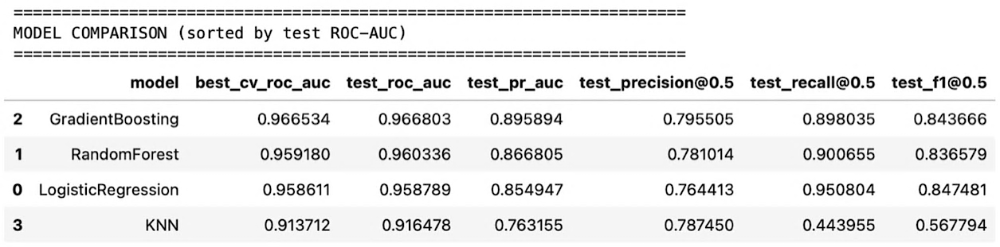 ======================================================================
MODEL COMPARISON (sorted by test ROC-AUC)
======================================================================
model best_cv_roc_auc test_roc_auc test_pr_auc test_precision@0.5 test_recall@0.5 test_f1@0.5
2 GradientBoosting 0.966534 0.966803 0.895894 0.795505 0.898035 0.843666
1 RandomForest 0.959180 0.960336 0.866805 0.781014 0.900655 0.836579
0 LogisticRegression 0.958611 0.958789 0.854947 0.764413 0.950804 0.847481
3 KNN 0.913712 0.916478 0.763155 0.787450 0.443955 0.567794